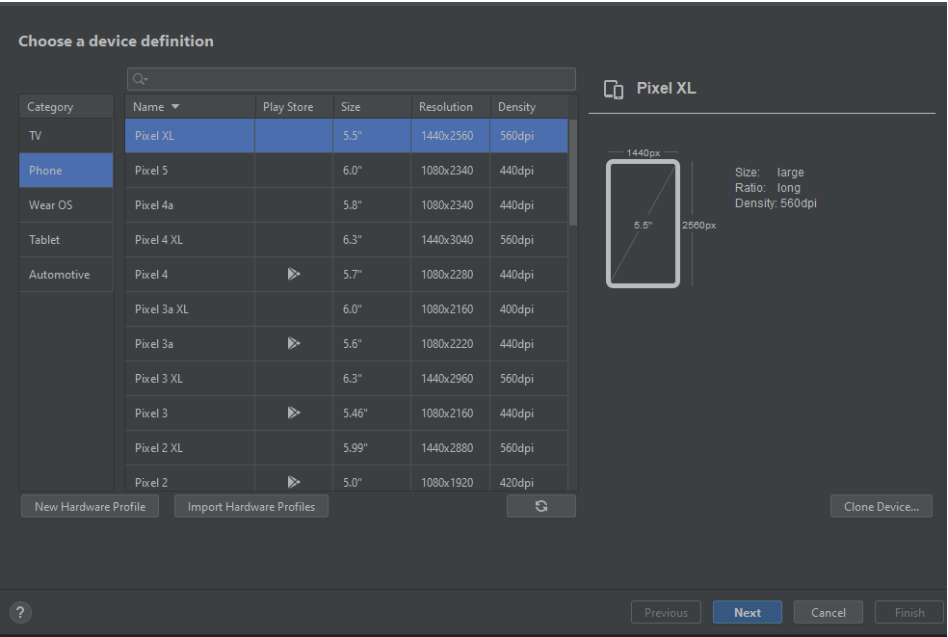 Choose a device definition
Category
TV
Phone
Wear OS
Tablet
Automotive
Name Play Store Size Resolution Density
Pixel XL 5.5" 1440x2560 560dpi
Pixel 5 6.0" 1080x2340 440dpi
Pixel 4a 5.8" 1080x2340 440dpi
Pixel 4 XL 6.3" 1440x3040 560dpi
Pixel 4 5.7" 1080x2280 440dpi
Pixel 3a XL 6.0" 1080x2160 400dpi
Pixel 3a 5.6" 1080x2220 440dpi
Pixel 3 XL 6.3" 1440x2960 560dpi
Pixel 3 5.46" 1080x2160 440dpi
Pixel 2 XL 5.99" 1440x2880 560dpi
Pixel 2 5.0" 1080x1920 420dpi
New Hardware Profile Import Hardware Profiles
Pixel XL
1440px
5.5"
2560px
Size: large
Ratio: long
Density: 560dpi
Clone Device...
? Previous Next Cancel Finish